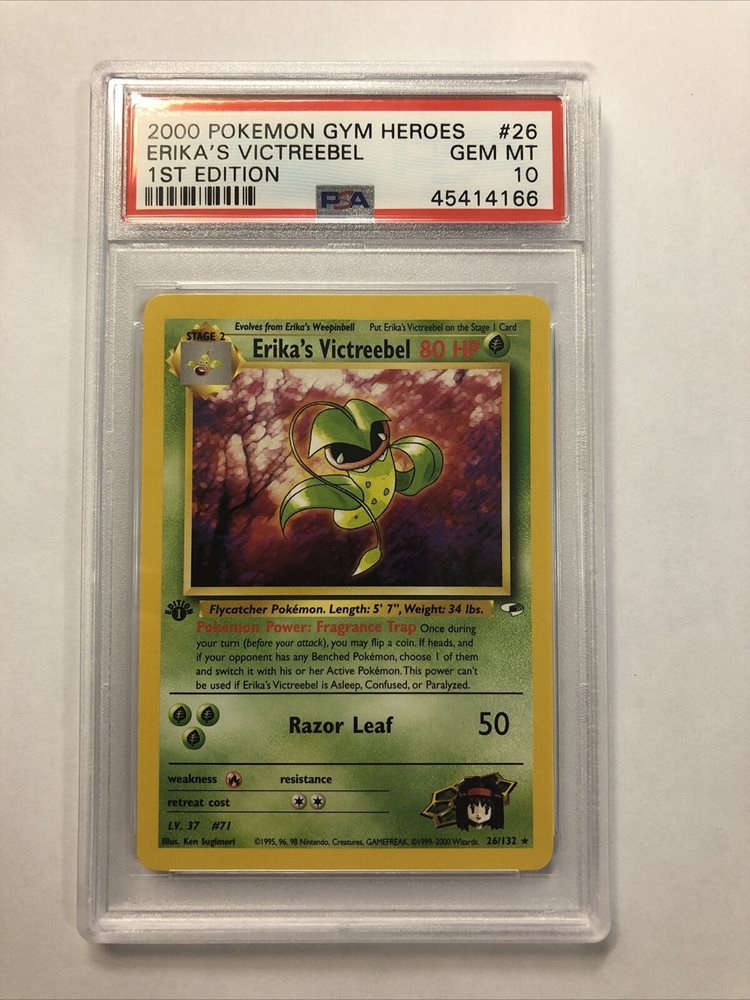 2000 POKEMON GYM HEROES #26
ERIKA'S VICTREEBEL GEM MT
1ST EDITION 10
PSA 45414166
Evolves from Erika's Weepinbell Put Erika's Victreebel on the Stage 1 Card
STAGE 2
Erika's Victreebel 80 HP
EDITION 1
Flycatcher Pokémon. Length: 5' 7", Weight: 34 lbs.
Pokémon Power: Fragrance Trap Once during
your turn (before your attack), you may flip a coin. If heads, and
if your opponent has any Benched Pokémon, choose 1 of them
and switch it with his or her Active Pokémon. This power can't
be used if Erika's Victreebel is Asleep, Confused, or Paralyzed.
Razor Leaf 50
weakness resistance
retreat cost
LV. 37 #71
Illus. Ken Sugimori ©1995, 96, 98 Nintendo, Creatures, GAMEFREAK. ©1999-2000 Wizards. 26/132 ★